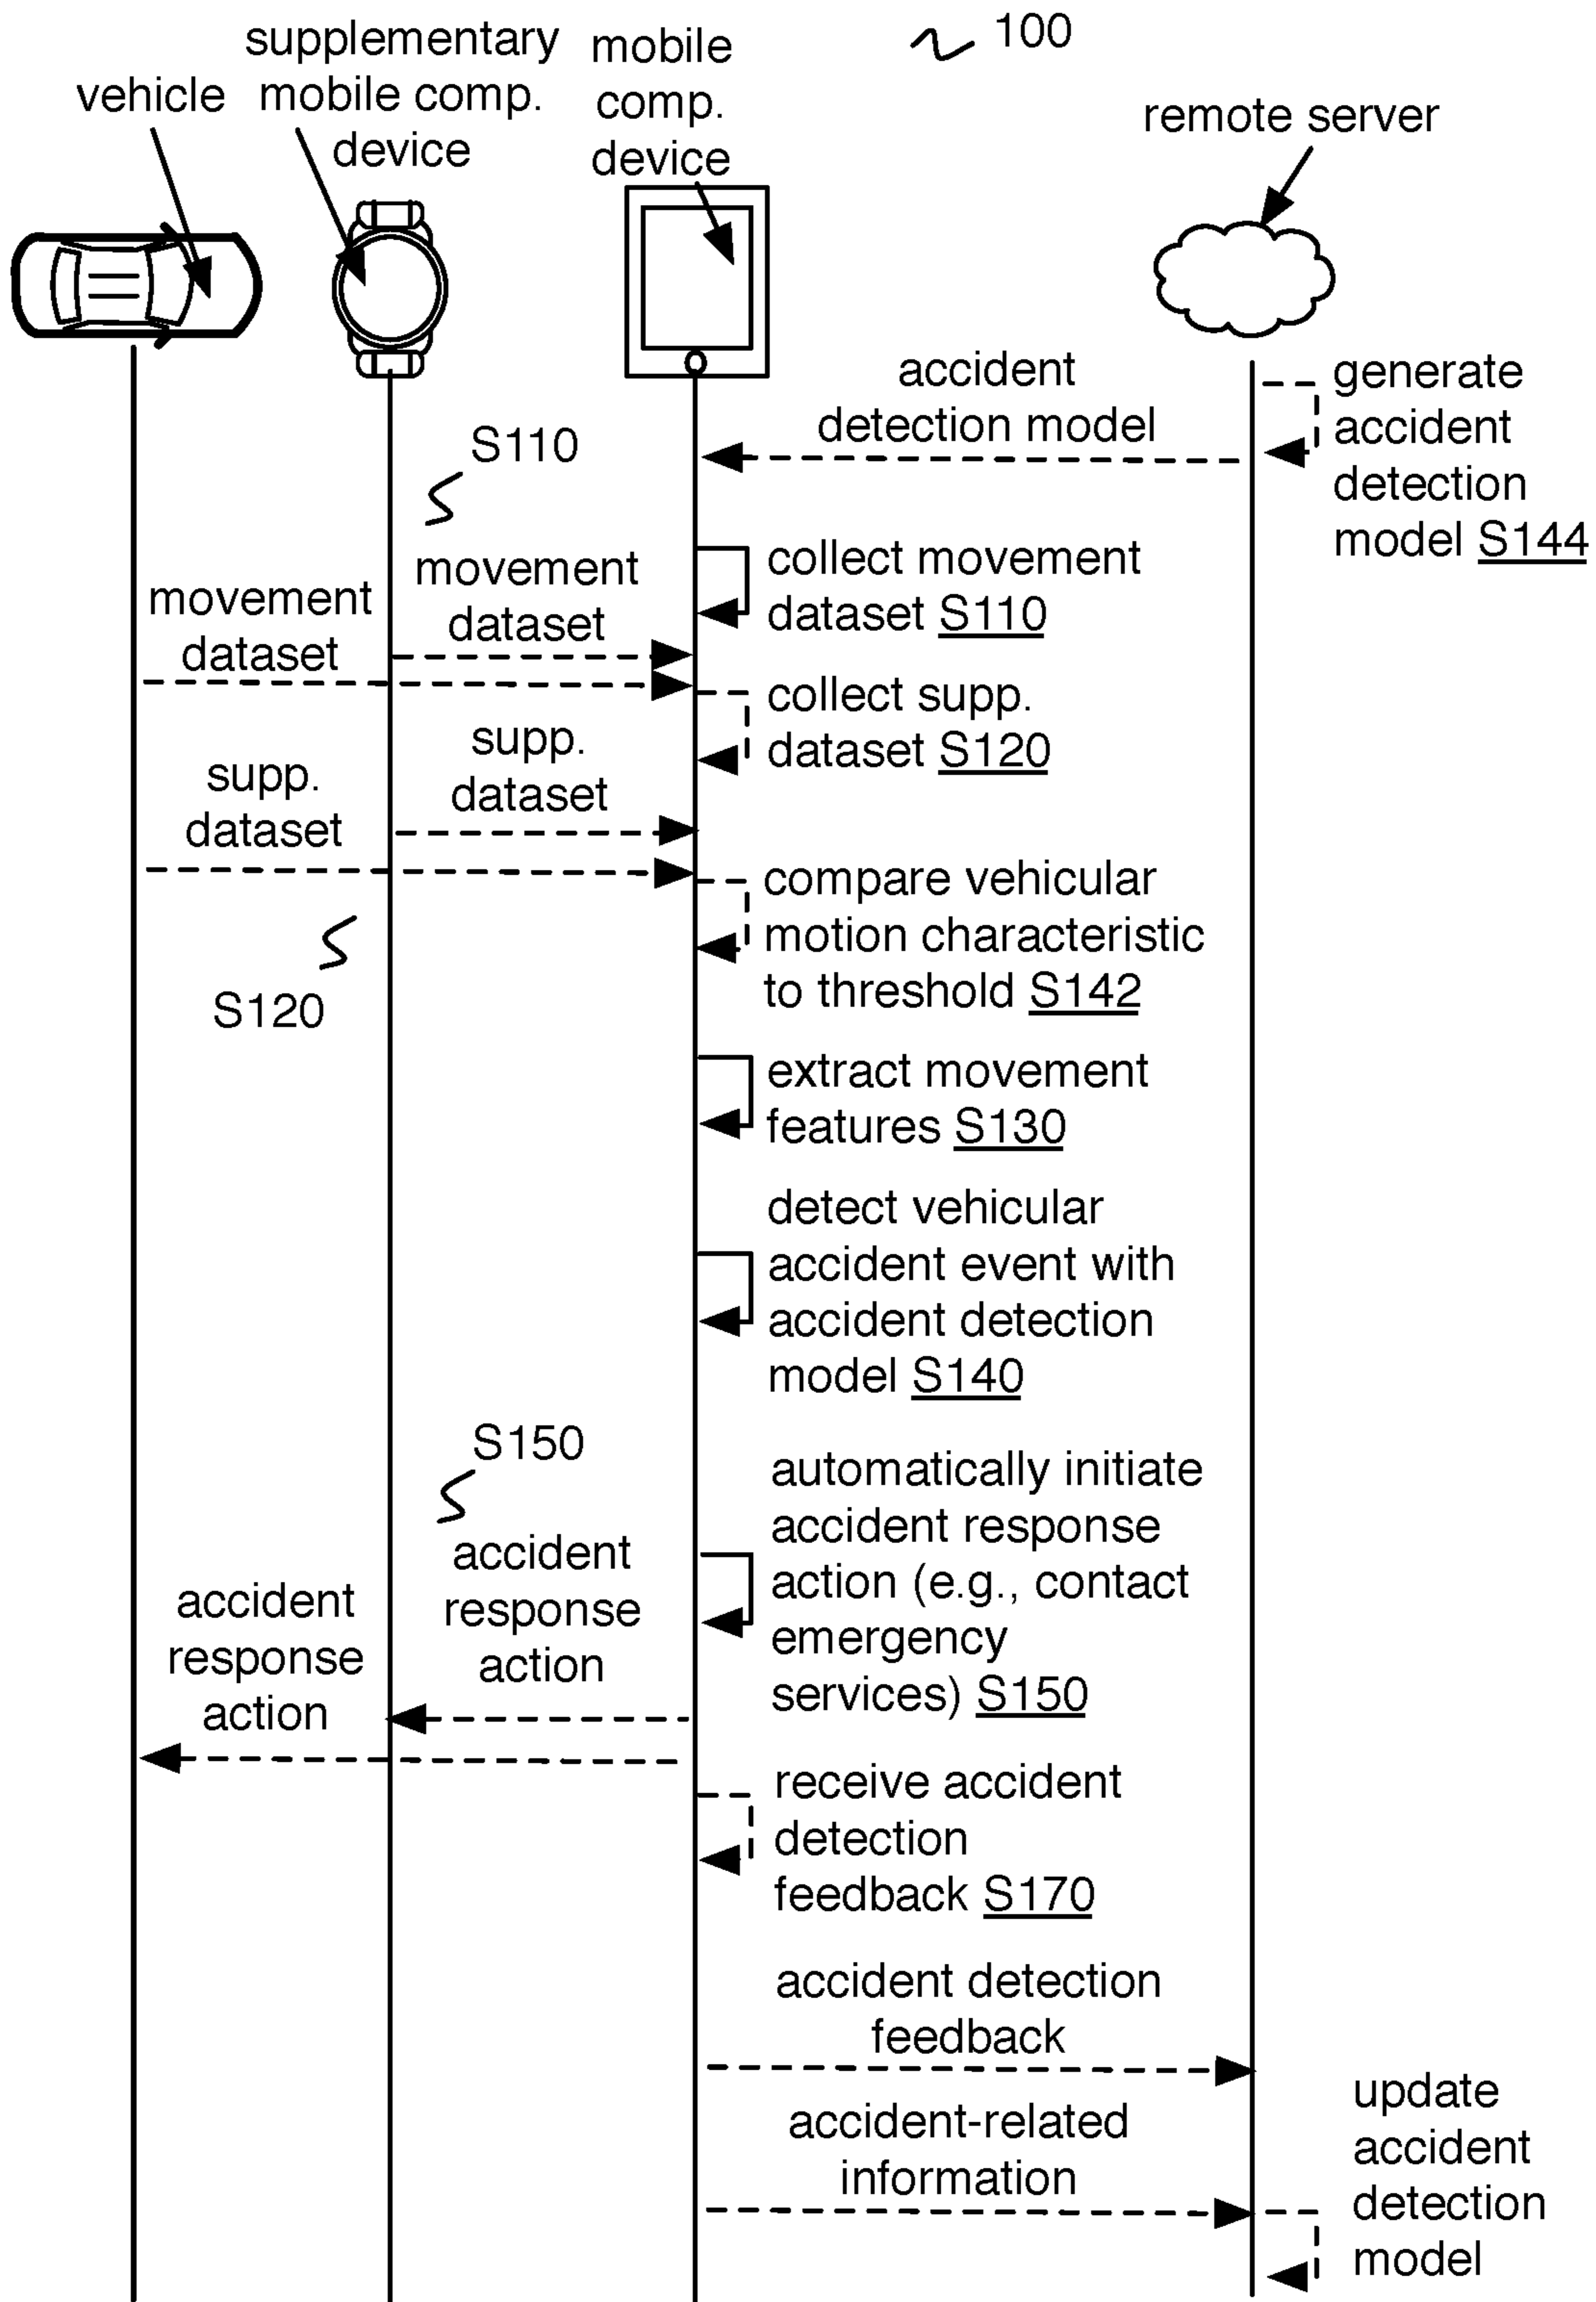 100
vehicle
supplementary
mobile comp.
device
mobile
comp.
device
remote server
accident
detection model
generate
accident
detection
model S144
S110
movement
dataset
movement
dataset
collect movement
dataset S110
collect supp.
dataset S120
supp.
dataset
supp.
dataset
S120
compare vehicular
motion characteristic
to threshold S142
extract movement
features S130
detect vehicular
accident event with
accident detection
model S140
S150
automatically initiate
accident response
action (e.g., contact
emergency
services) S150
accident
response
action
accident
response
action
receive accident
detection
feedback S170
accident detection
feedback
accident-related
information
update
accident
detection
model